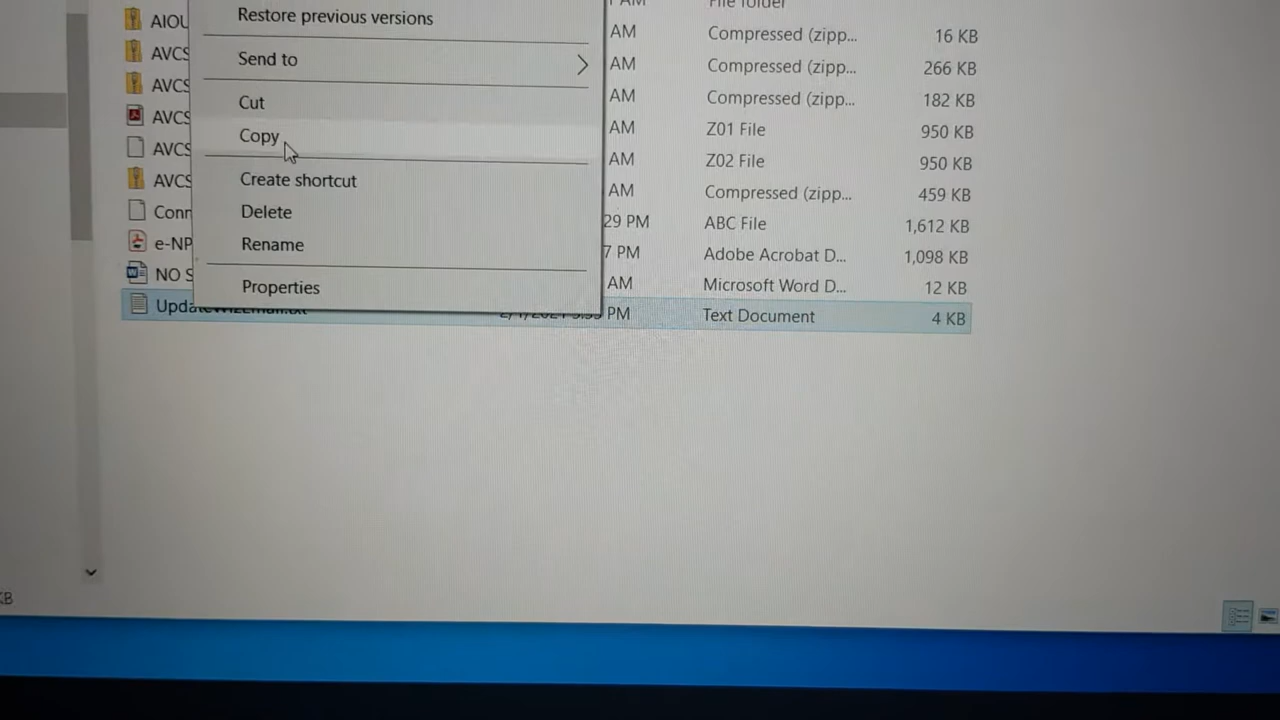 File folder
Restore previous versions
AIOU
AM
Compressed (zipp...
16 KB
Send to
AVCS
AM
Compressed (zipp...
266 KB
AVCS
AM
Compressed (zipp...
182 KB
Cut
AVCS
AM
Z01 File
950 KB
Copy
AVCS
AM
Z02 File
950 KB
Create shortcut
AVCS
AM
Compressed (zipp...
459 KB
Delete
Conn
29 PM
ABC File
1,612 KB
Rename
e-NP
7 PM
Adobe Acrobat D...
1,098 KB
NO S
AM
Microsoft Word D...
12 KB
Properties
PM
Text Document
4 KB
KB